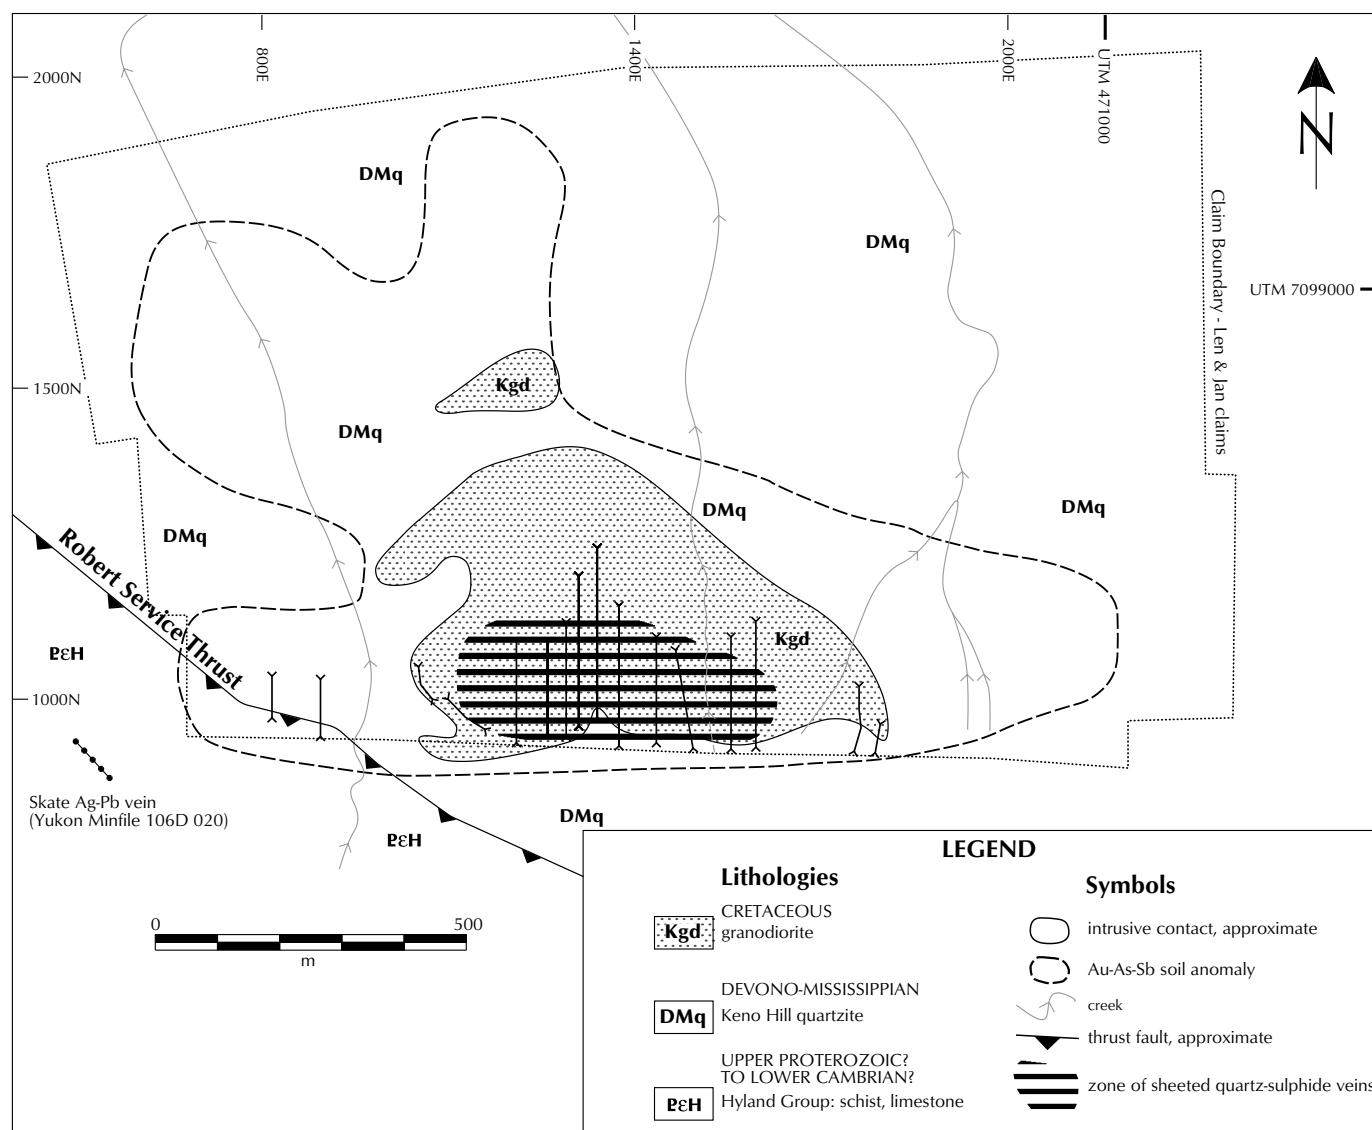 800E
1400E
2000E
UTM 471000
2000N
N
DMq
Claim Boundary - Len & Jan claims
DMq
UTM 7099000
1500N
Kgd
DMq
DMq
DMq
DMq
Robert Service Thrust
Kgd
PɛH
1000N
Skate Ag-Pb vein
(Yukon Minfile 106D 020)
DMq
PɛH
0 500
m
LEGEND
Lithologies
Kgd
CRETACEOUS
granodiorite
DEVONO-MISSISSIPPIAN
DMq
Keno Hill quartzite
UPPER PROTEROZOIC?
TO LOWER CAMBRIAN?
PɛH
Hyland Group: schist, limestone
Symbols
intrusive contact, approximate
Au-As-Sb soil anomaly
creek
thrust fault, approximate
zone of sheeted quartz-sulphide veins